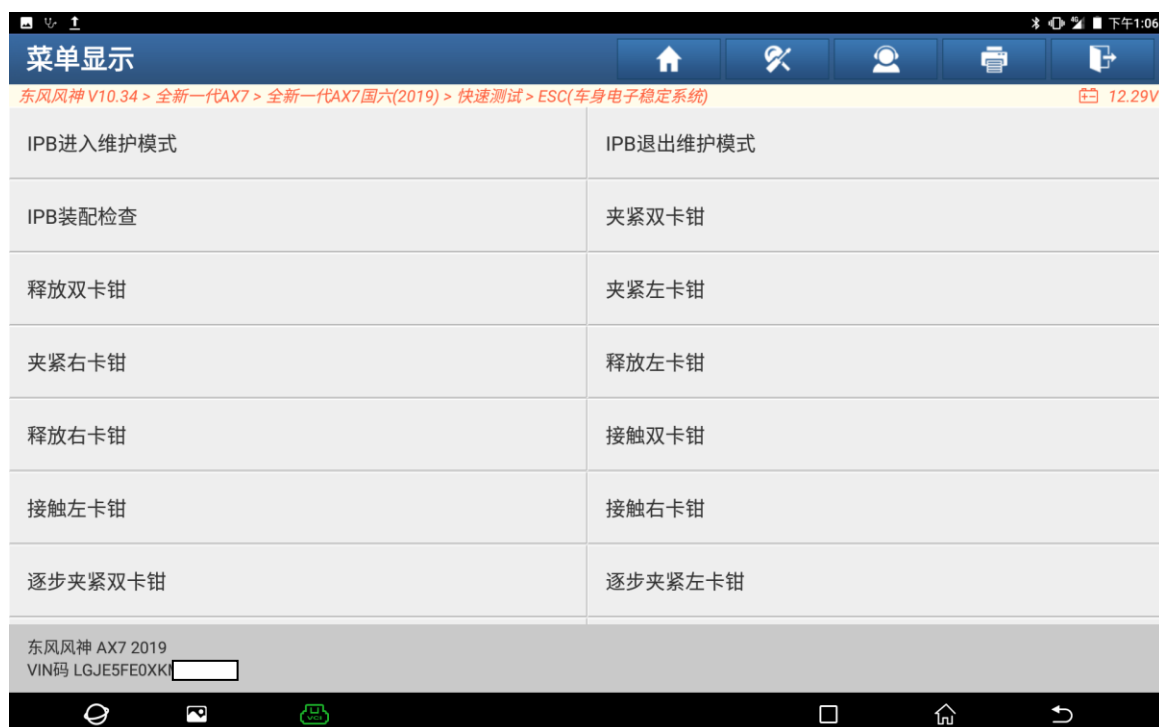 下午1:06
菜单显示
东风风神 V10.34 > 全新一代AX7 > 全新一代AX7国六(2019) > 快速测试 > ESC(车身电子稳定系统) 12.29V
IPB进入维护模式 IPB退出维护模式
IPB装配检查 夹紧双卡钳
释放双卡钳 夹紧左卡钳
夹紧右卡钳 释放左卡钳
释放右卡钳 接触双卡钳
接触左卡钳 接触右卡钳
逐步夹紧双卡钳 逐步夹紧左卡钳
东风风神 AX7 2019
VIN码 LGJE5FE0XK
VCI